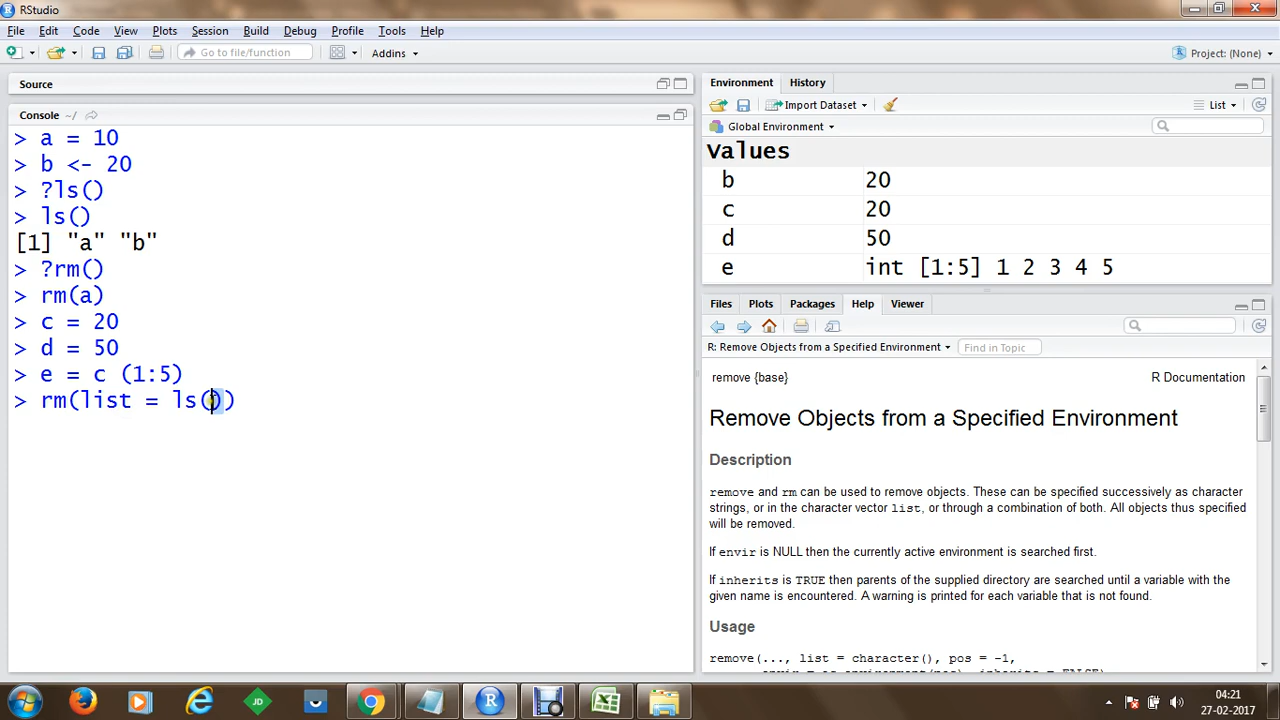 RStudio
File Edit Code View Plots Session Build Debug Profile Tools Help
Go to file/function Addins Project: (None)
Source
Console ~/
> a = 10
> b <- 20
> ?ls()
> ls()
[1] "a" "b"
> ?rm()
> rm(a)
> c = 20
> d = 50
> e = c (1:5)
> rm(list = ls())
Environment History
Import Dataset List
Global Environment
Values
b 20
c 20
d 50
e int [1:5] 1 2 3 4 5
Files Plots Packages Help Viewer
R: Remove Objects from a Specified Environment Find in Topic
remove {base} R Documentation
Remove Objects from a Specified Environment
Description
remove and rm can be used to remove objects. These can be specified successively as character
strings, or in the character vector list, or through a combination of both. All objects thus specified
will be removed.
If envir is NULL then the currently active environment is searched first.
If inherits is TRUE then parents of the supplied directory are searched until a variable with the
given name is encountered. A warning is printed for each variable that is not found.
Usage
remove(..., list = character(), pos = -1,
JD
04:21
27-02-2017